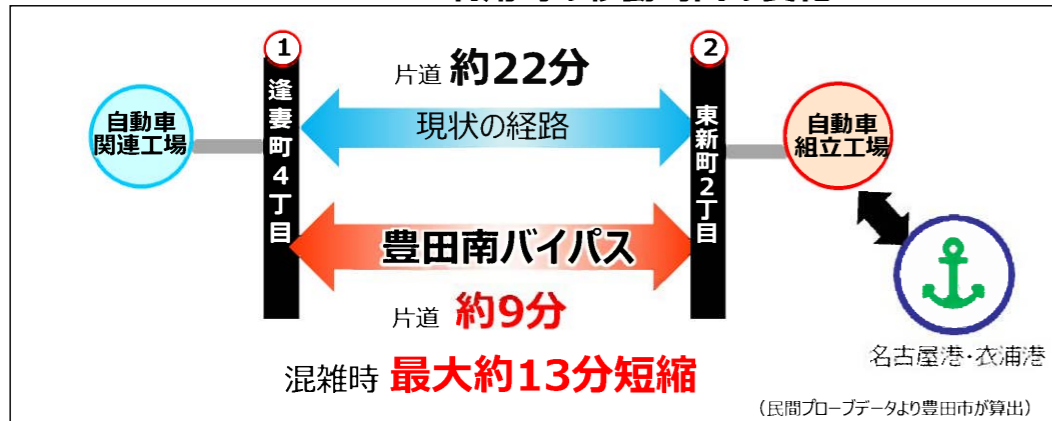 ①
逢妻町4丁目
②
東新町2丁目
片道 約22分
現状の経路
自動車
関連工場
自動車
組立工場
豊田南バイパス
片道 約9分
混雑時 最大約13分短縮
名古屋港・衣浦港
（民間プローブデータより豊田市が算出）